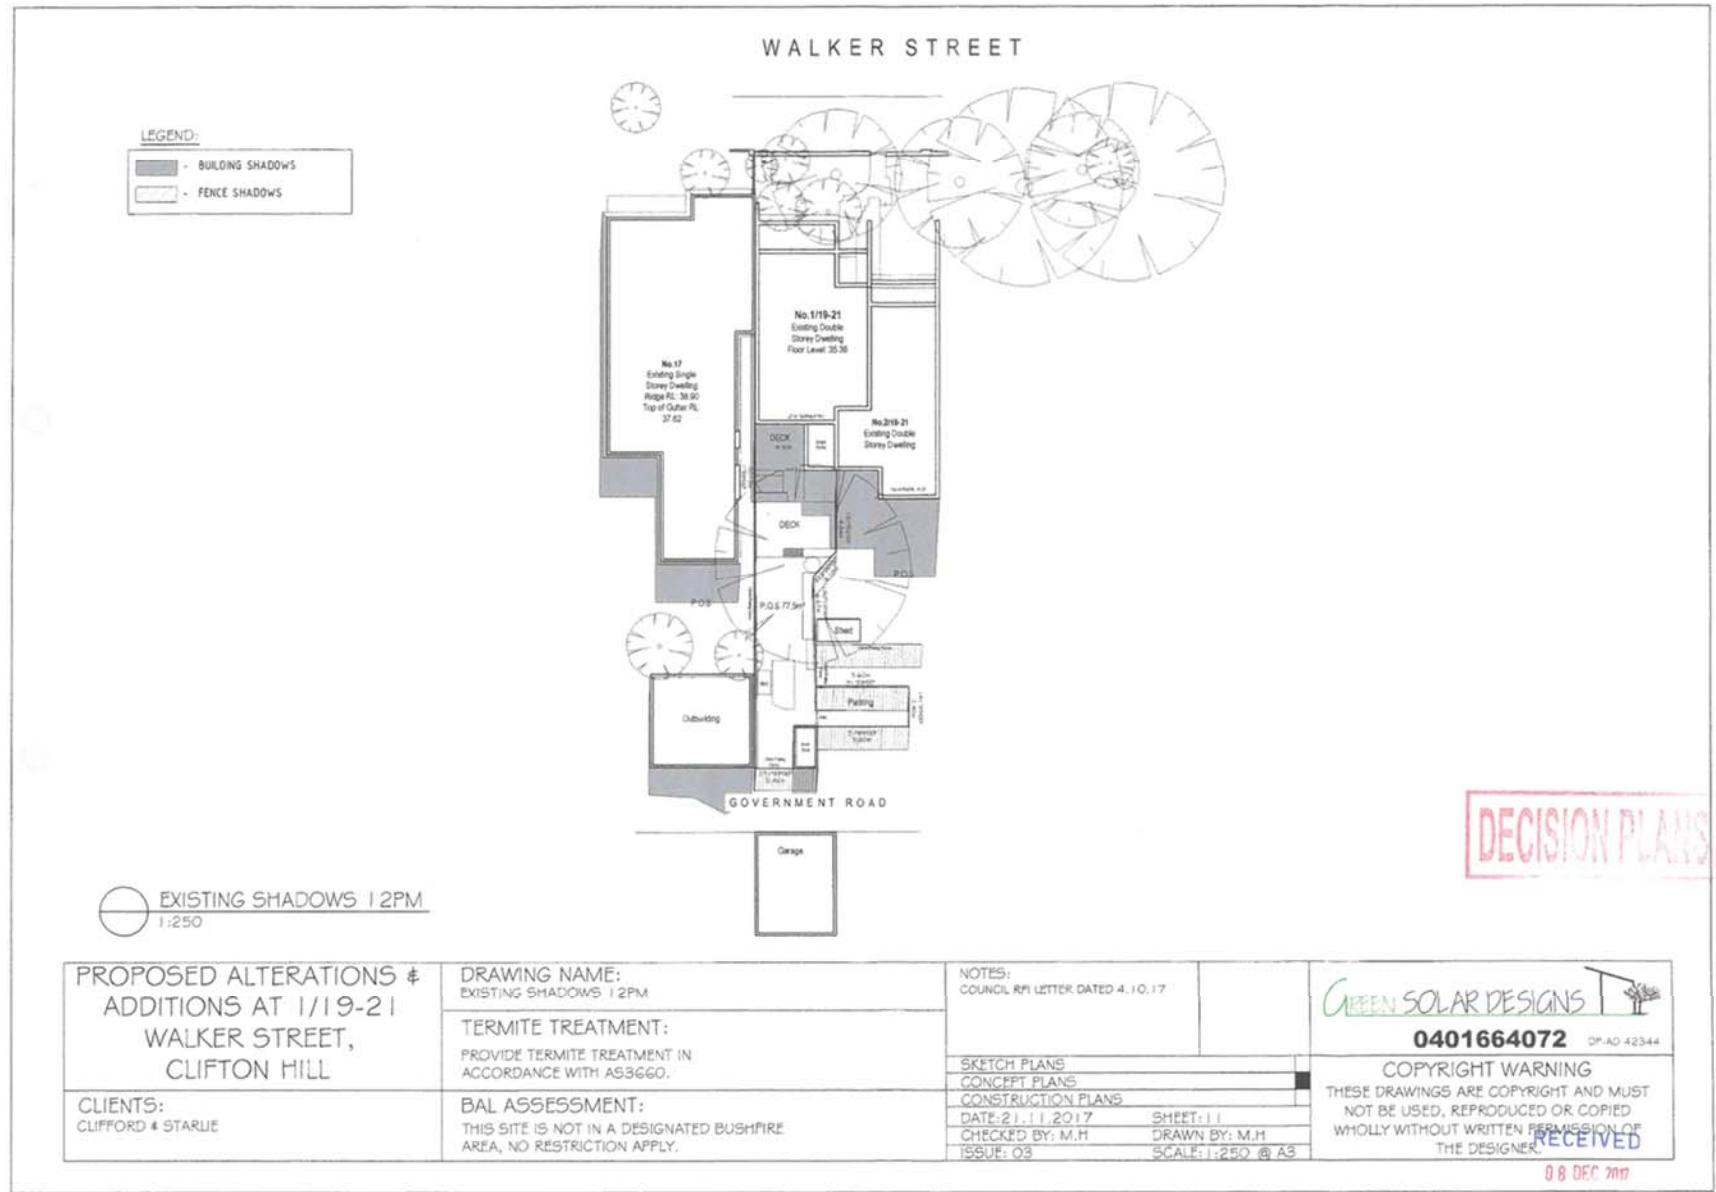 WALKER STREET
LEGEND:
- BUILDING SHADOWS
- FENCE SHADOWS
No.1/19-21
Existing Double
Storey Dwelling
Floor Level: 35.36
No.17
Existing Single
Storey Dwelling
Ridge RL: 38.90
Top of Gutter RL
37.62
No.2/19-21
Existing Double
Storey Dwelling
DECK
DECK
P.O.S
P.O.S
P.O.S 77.5m²
Shed
Parking
Outbuilding
GOVERNMENT ROAD
Garage
DECISION PLANS
EXISTING SHADOWS 12PM
1:250
PROPOSED ALTERATIONS &
ADDITIONS AT 1/19-21
WALKER STREET,
CLIFTON HILL
CLIENTS:
CLIFFORD & STARLIE
DRAWING NAME:
EXISTING SHADOWS 12PM
TERMITE TREATMENT:
PROVIDE TERMITE TREATMENT IN
ACCORDANCE WITH AS3660.
BAL ASSESSMENT:
THIS SITE IS NOT IN A DESIGNATED BUSHFIRE
AREA, NO RESTRICTION APPLY.
NOTES:
COUNCIL RFI LETTER DATED 4.10.17
SKETCH PLANS
CONCEPT PLANS
CONSTRUCTION PLANS
DATE:21.11.2017 SHEET:11
CHECKED BY: M.H DRAWN BY: M.H
ISSUE: 03 SCALE:1:250 @ A3
GREEN SOLAR DESIGNS
0401664072 DP-AD 42344
COPYRIGHT WARNING
THESE DRAWINGS ARE COPYRIGHT AND MUST
NOT BE USED, REPRODUCED OR COPIED
WHOLLY WITHOUT WRITTEN PERMISSION OF
THE DESIGNER.
RECEIVED
08 DEC 2017